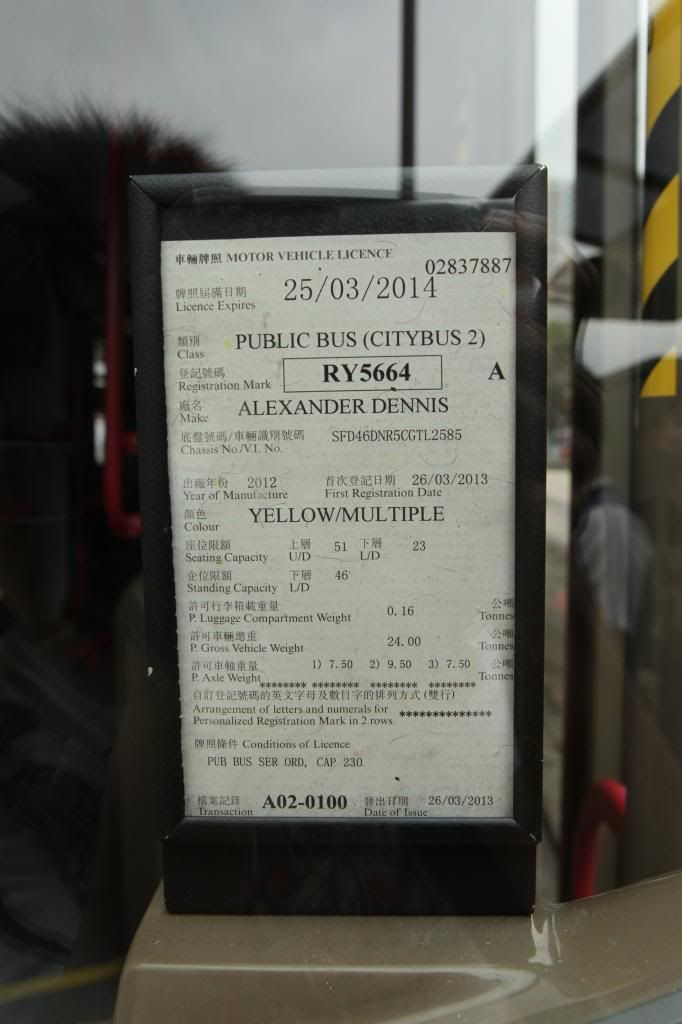 車輛牌照 MOTOR VEHICLE LICENCE
02837887
牌照屆滿日期 25/03/2014
Licence Expires
類別 PUBLIC BUS (CITYBUS 2)
Class
登記號碼 RY5664 A
Registration Mark
廠名 ALEXANDER DENNIS
Make
底盤號碼/車輛識別號碼 SFD46DNR5CGTL2585
Chassis No./V.I. No.
出廠年份 2012 首次登記日期 26/03/2013
Year of Manufacture First Registration Date
顏色 YELLOW/MULTIPLE
Colour
座位限額 上層 51 下層 23
Seating Capacity U/D L/D
企位限額 下層 46
Standing Capacity L/D
許可行李箱載重量 0.16 公噸
P. Luggage Compartment Weight Tonnes
許可車輛總重 24.00 公噸
P. Gross Vehicle Weight Tonnes
許可車軸重量 1) 7.50 2) 9.50 3) 7.50 公噸
P. Axle Weight Tonnes
******** ******** ******** ********
自訂登記號碼的英文字母及數目字的排列方式(雙行)
Arrangement of letters and numerals for
Personalized Registration Mark in 2 rows **************
牌照條件 Conditions of Licence
PUB BUS SER ORD, CAP 230
檔案記錄 A02-0100 發出日期 26/03/2013
Transaction Date of Issue